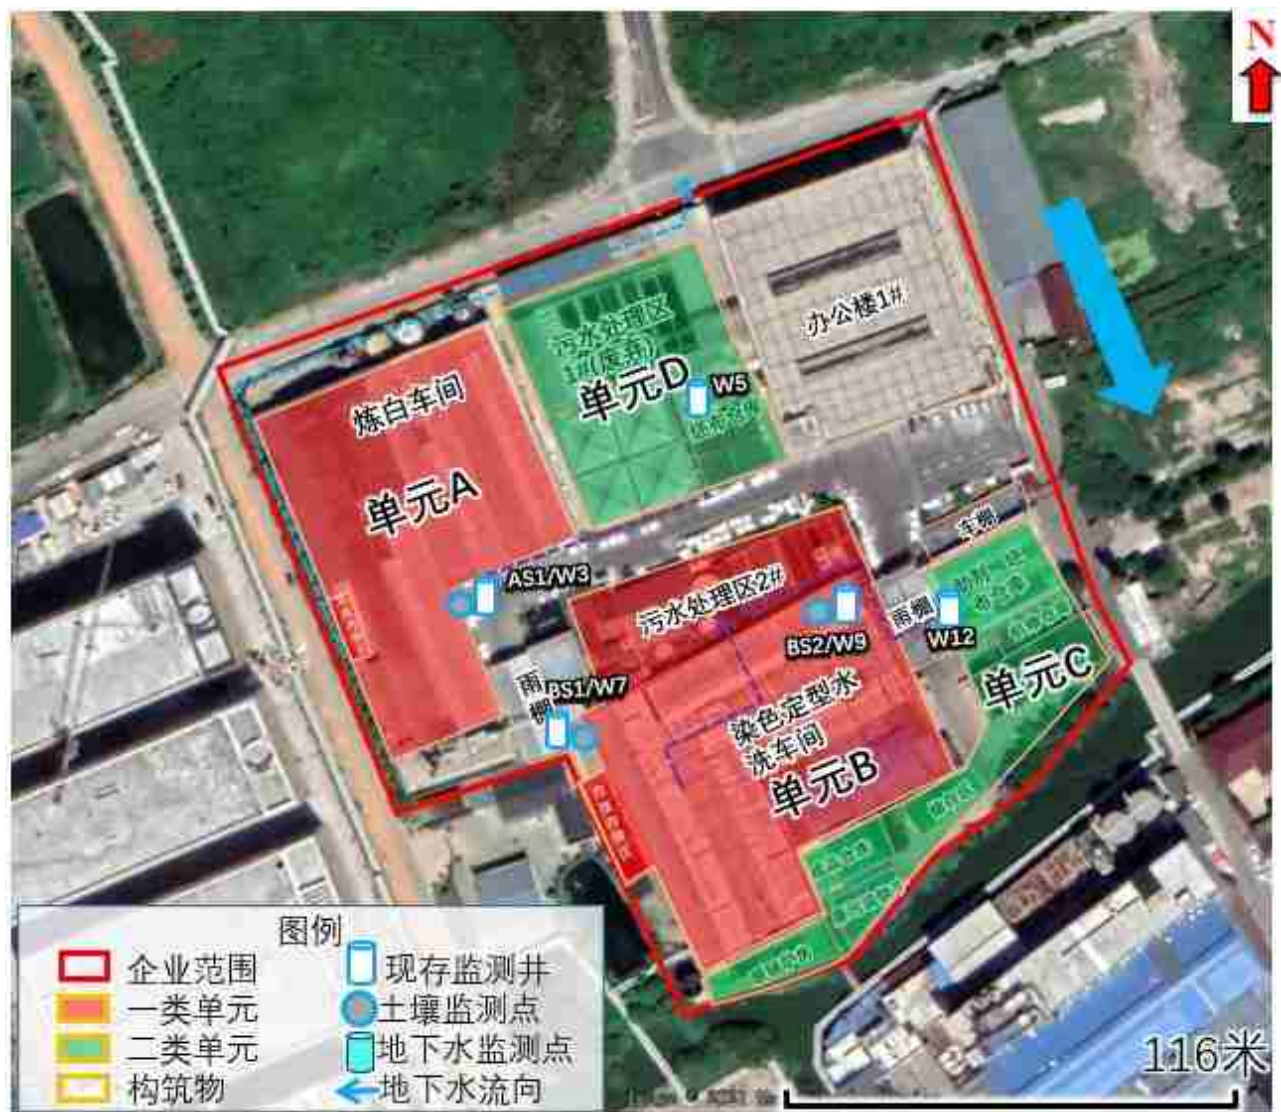 N
办公楼1#
污水处理区
1#(废弃)
单元D
W5
炼白车间
单元A
车棚
AS1/W3
污水处理区2#
BS2/W9
雨棚
W12
单元C
雨
棚
BS1/W7
染色定型水
洗车间
单元B
图例
企业范围
现存监测井
一类单元
土壤监测点
二类单元
地下水监测点
构筑物
地下水流向
116米